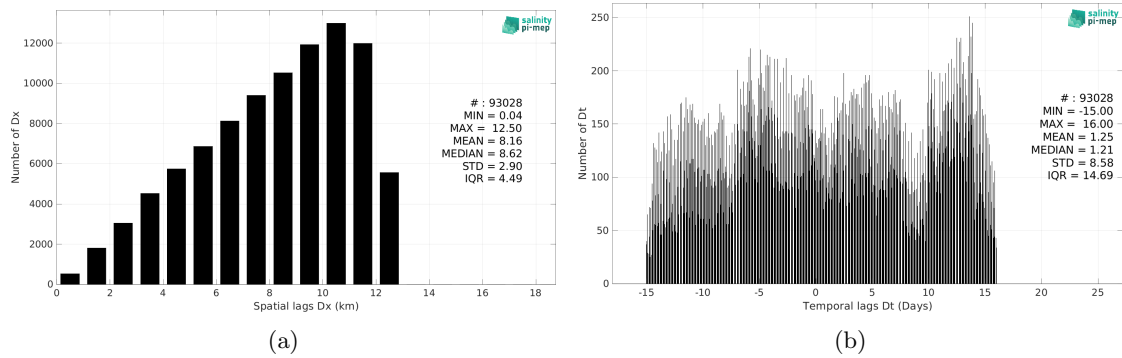 salinity
pi-mep
12000
10000
8000
6000
4000
2000
0
Number of Dx
# : 93028
MIN = 0.04
MAX = 12.50
MEAN = 8.16
MEDIAN = 8.62
STD = 2.90
IQR = 4.49
0 2 4 6 8 10 12 14 16 18
Spatial lags Dx (km)
(a)
salinity
pi-mep
250
200
150
100
50
0
Number of Dt
# : 93028
MIN = -15.00
MAX = 16.00
MEAN = 1.25
MEDIAN = 1.21
STD = 8.58
IQR = 14.69
-15 -10 -5 0 5 10 15 20 25
Temporal lags Dt (Days)
(b)